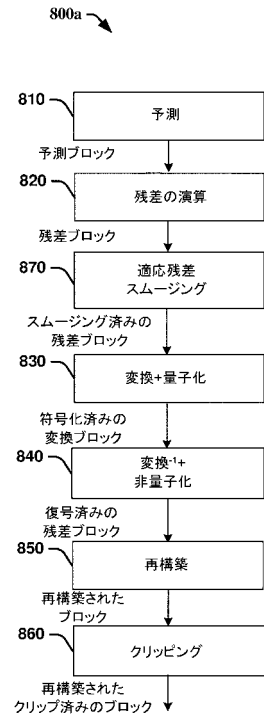 800a
810
予測
予測ブロック
820
残差の演算
残差ブロック
870
適応残差
スムージング
スムージング済みの
残差ブロック
830
変換+量子化
符号化済みの
変換ブロック
840
変換-1+
非量子化
復号済みの
残差ブロック
850
再構築
再構築された
ブロック
860
クリッピング
再構築された
クリップ済みのブロック